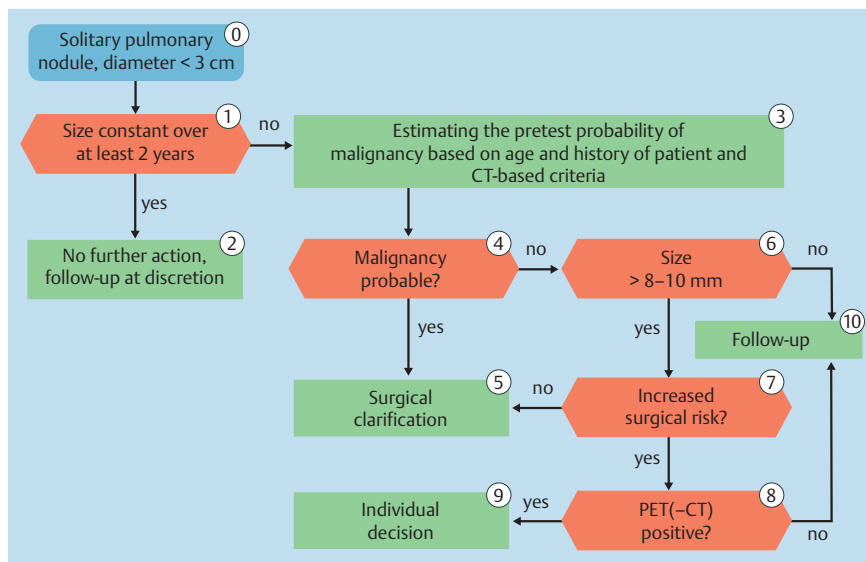 0
Solitary pulmonary
nodule, diameter < 3 cm
1
Size constant over
at least 2 years
no
3
Estimating the pretest probability of
malignancy based on age and history of patient and
CT-based criteria
yes
2
No further action,
follow-up at discretion
4
Malignancy
probable?
no
6
Size
> 8–10 mm
no
yes
yes
10
Follow-up
5
Surgical
clarification
no
7
Increased
surgical risk?
yes
9
Individual
decision
yes
8
PET(–CT)
positive?
no